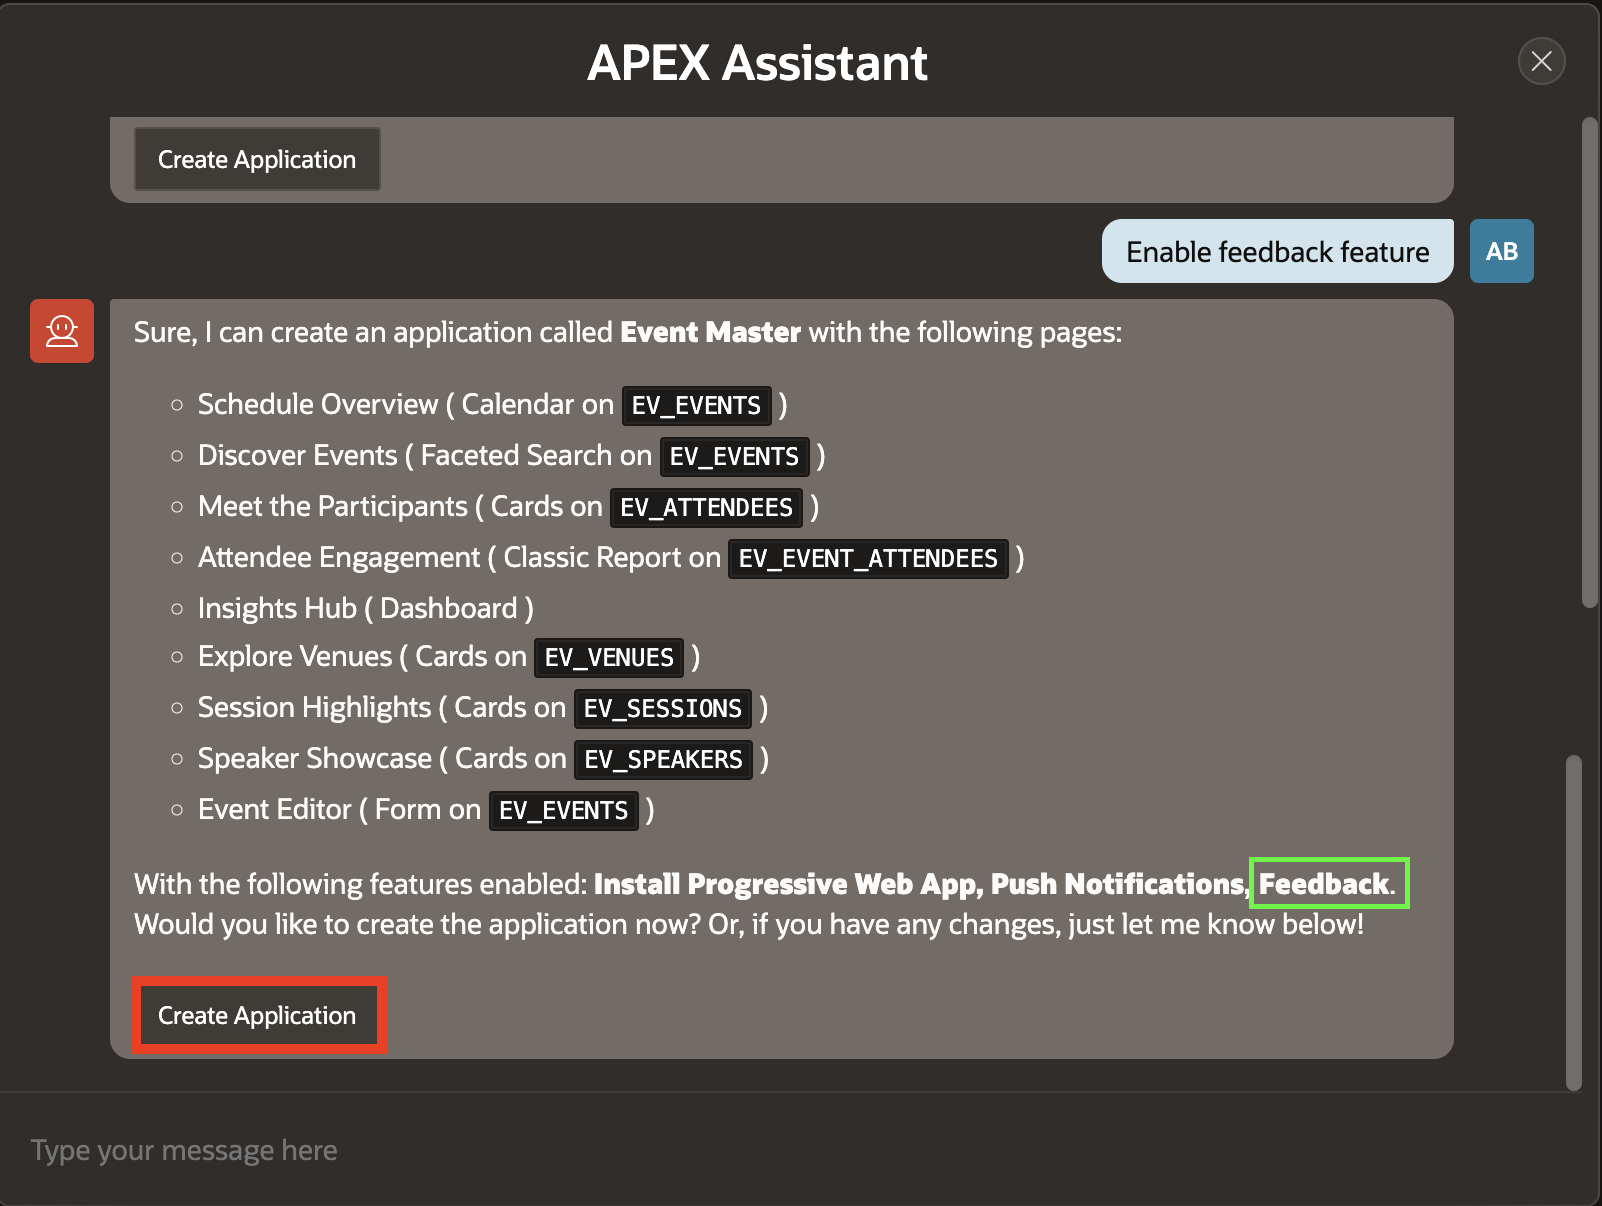 APEX Assistant
Create Application
Enable feedback feature
AB
Sure, I can create an application called Event Master with the following pages:
Schedule Overview ( Calendar on EV_EVENTS )
Discover Events ( Faceted Search on EV_EVENTS )
Meet the Participants ( Cards on EV_ATTENDEES )
Attendee Engagement ( Classic Report on EV_EVENT_ATTENDEES )
Insights Hub ( Dashboard )
Explore Venues ( Cards on EV_VENUES )
Session Highlights ( Cards on EV_SESSIONS )
Speaker Showcase ( Cards on EV_SPEAKERS )
Event Editor ( Form on EV_EVENTS )
With the following features enabled: Install Progressive Web App, Push Notifications, Feedback.
Would you like to create the application now? Or, if you have any changes, just let me know below!
Create Application
Type your message here